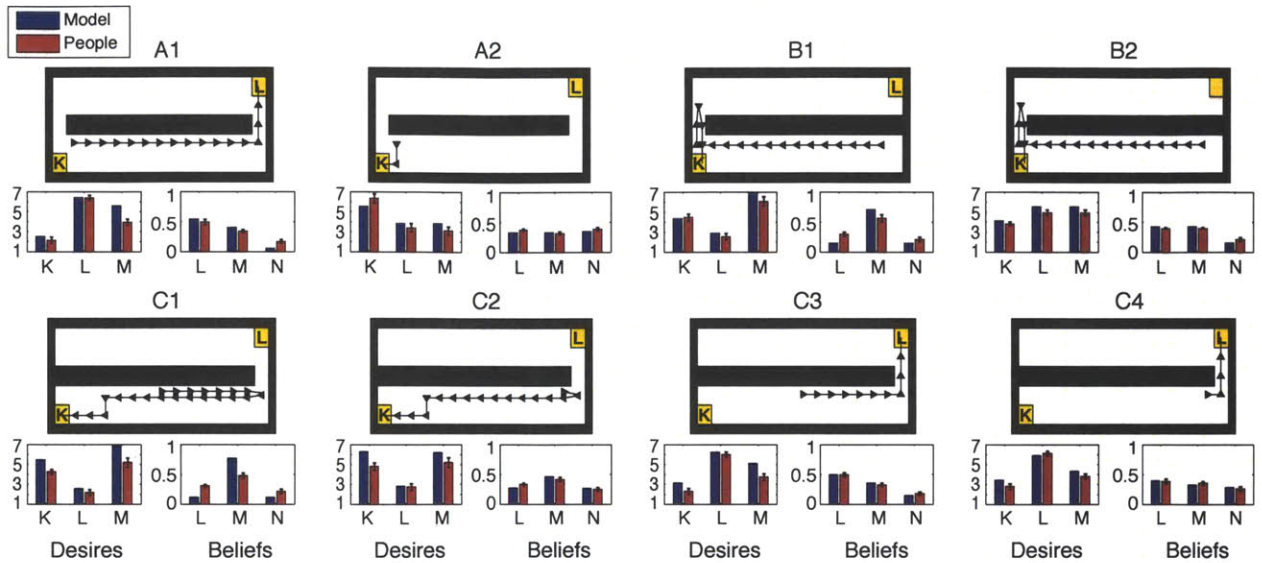 Model
People
A1 A2 B1 B2
L L L
K K K K
7 1 7 1 7 1 7 1
5 5 5 5
3 0.5 3 0.5 3 0.5 3 0.5
1 0 1 0 1 0 1 0
K L M L M N K L M L M N K L M L M N K L M L M N
C1 C2 C3 C4
L L L L
K K K K
7 1 7 1 7 1 7 1
5 5 5 5
3 0.5 3 0.5 3 0.5 3 0.5
1 0 1 0 1 0 1 0
K L M L M N K L M L M N K L M L M N K L M L M N
Desires Beliefs Desires Beliefs Desires Beliefs Desires Beliefs